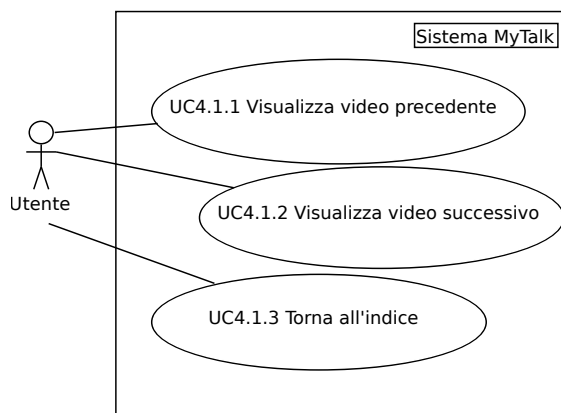 Sistema MyTalk
UC4.1.1 Visualizza video precedente
Utente
UC4.1.2 Visualizza video successivo
UC4.1.3 Torna all'indice